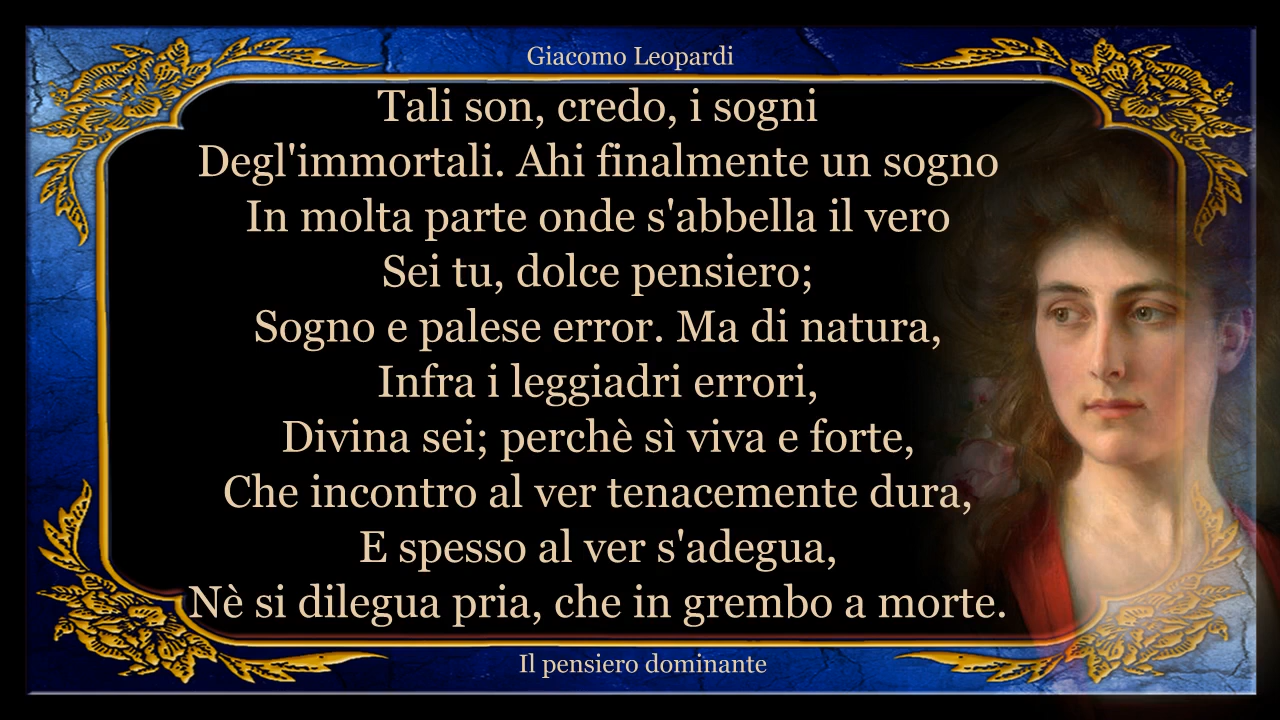 Giacomo Leopardi
Tali son, credo, i sogni
Degl'immortali. Ahi finalmente un sogno
In molta parte onde s'abbella il vero
Sei tu, dolce pensiero;
Sogno e palese error. Ma di natura,
Infra i leggiadri errori,
Divina sei; perchè sì viva e forte,
Che incontro al ver tenacemente dura,
E spesso al ver s'adegua,
Nè si dilegua pria, che in grembo a morte.
Il pensiero dominante